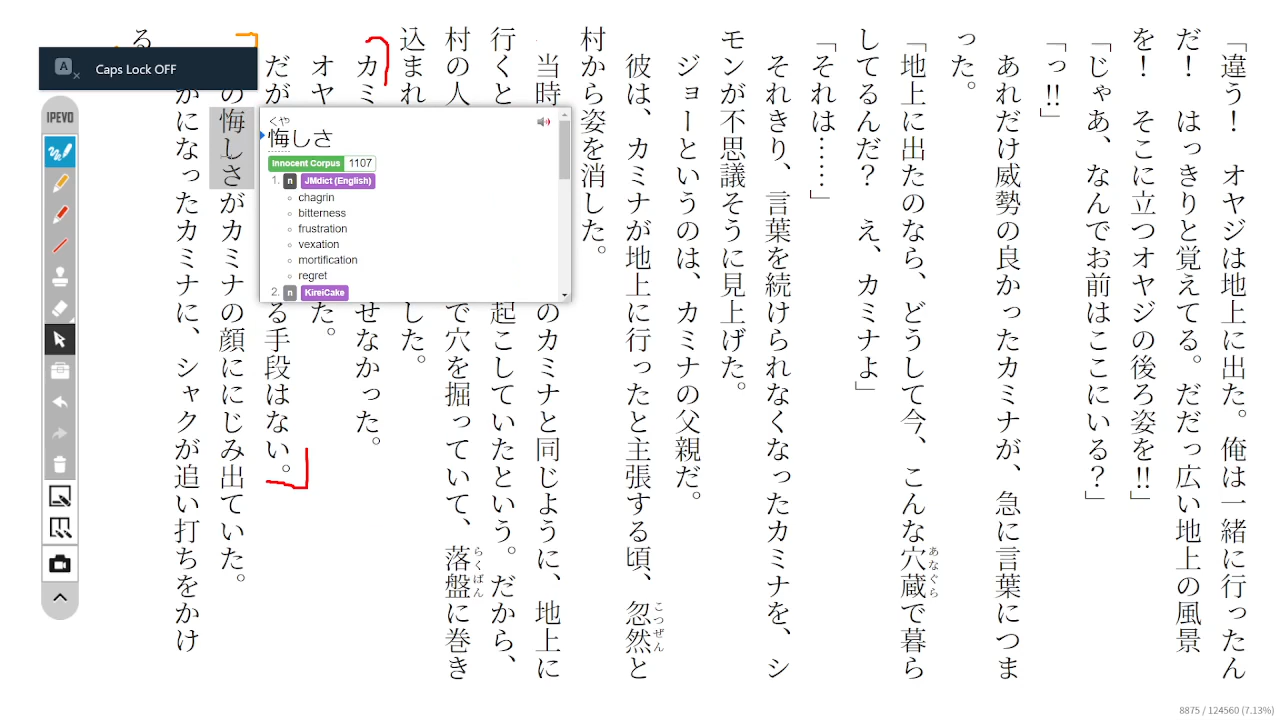 「違う！　オヤジは地上に出た。俺は一緒に行ったん
だ！　はっきりと覚えてる。だだっ広い地上の風景
を！　そこに立つオヤジの後ろ姿を!!」
「じゃあ、なんでお前はここにいる？」
「っ!!」
あれだけ威勢の良かったカミナが、急に言葉につま
った。
「地上に出たのなら、どうして今、こんな穴蔵で暮ら
あなぐら
してるんだ？　え、カミナよ」
「それは……」
それきり、言葉を続けられなくなったカミナを、シ
モンが不思議そうに見上げた。
ジョーというのは、カミナの父親だ。
彼は、カミナが地上に行ったと主張する頃、忽然と
こつぜん
村から姿を消した。
当時 のカミナと同じように、地上に
行くと 起こしていたという。だから、
村の人 で穴を掘っていて、落盤に巻き
らくばん
込まれ した。
カミ せなかった。
オヤ た。
だが る手段はない。
の悔しさがカミナの顔ににじみ出ていた。
かになったカミナに、シャクが追い打ちをかけ
る
A
Caps Lock OFF
IPEVO
くや
悔しさ
Innocent Corpus 1107
1. n JMdict (English)
chagrin
bitterness
frustration
vexation
mortification
regret
2. n KireiCake
8875 / 124560 (7.13%)